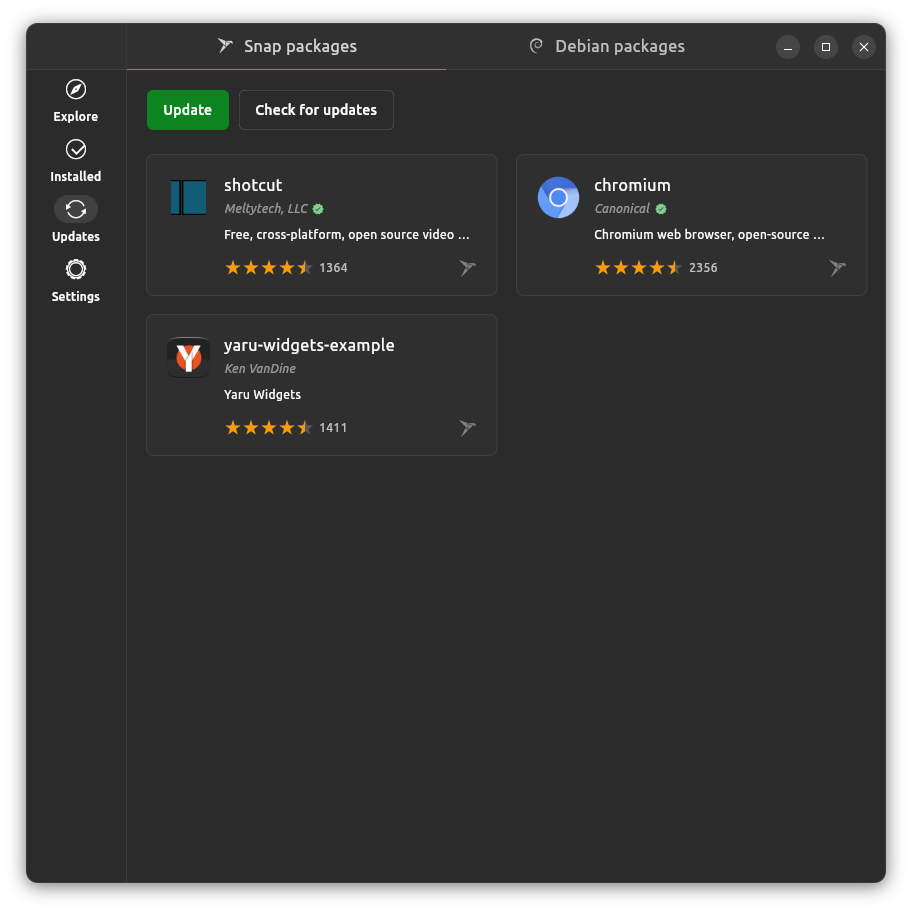 Snap packages
Debian packages
Explore
Installed
Updates
Settings
Update
Check for updates
shotcut
Meltytech, LLC
Free, cross-platform, open source video ...
1364
chromium
Canonical
Chromium web browser, open-source ...
2356
Y
yaru-widgets-example
Ken VanDine
Yaru Widgets
1411